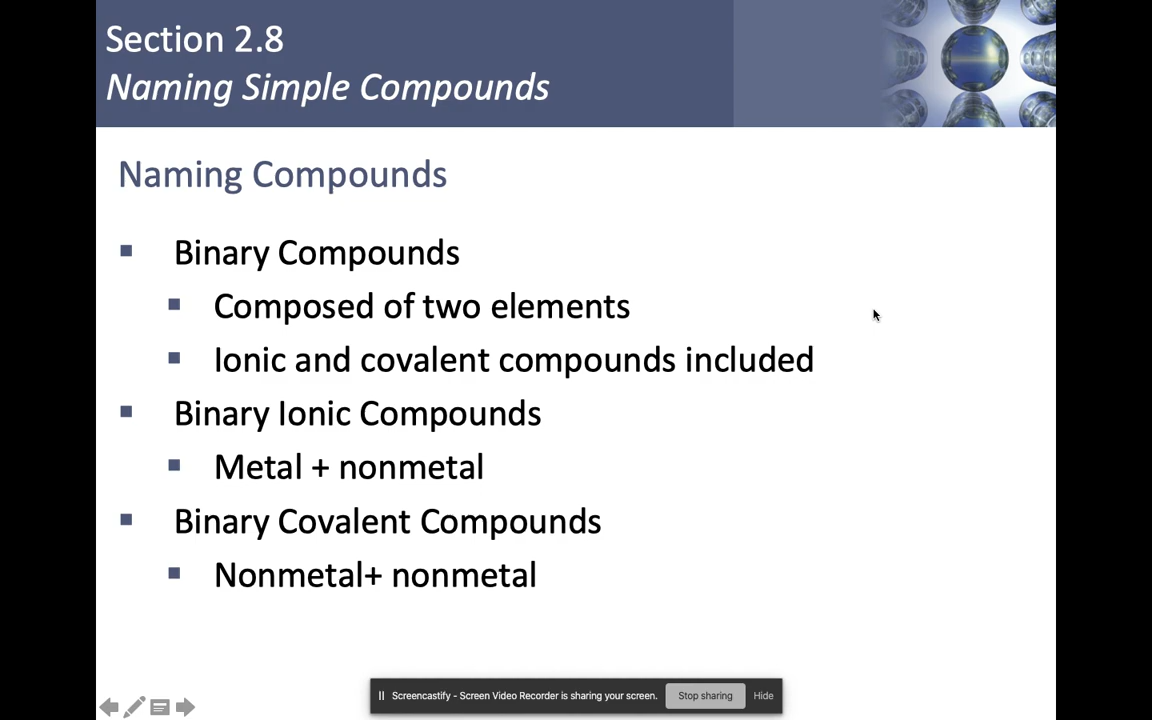 Section 2.8
Naming Simple Compounds
Naming Compounds
Binary Compounds
Composed of two elements
Ionic and covalent compounds included
Binary Ionic Compounds
Metal + nonmetal
Binary Covalent Compounds
Nonmetal+ nonmetal
Screencastify - Screen Video Recorder is sharing your screen. Stop sharing Hide